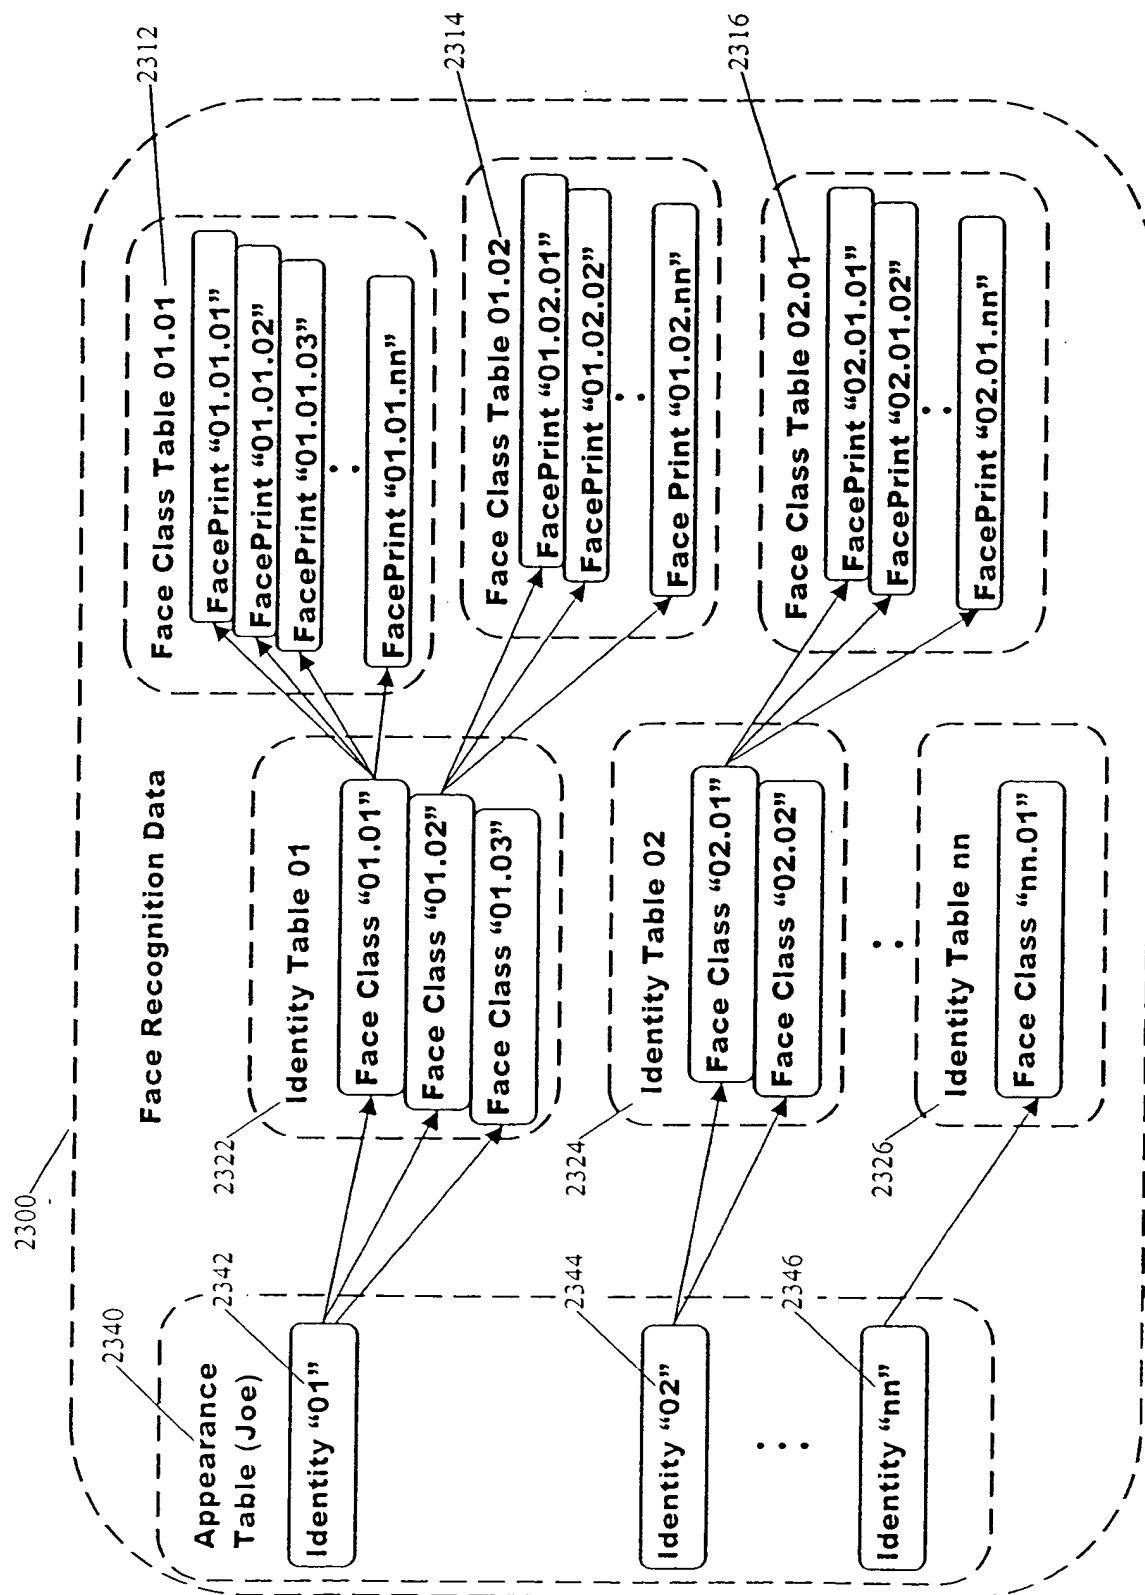 2300
Face Recognition Data
2340
Appearance
Table (Joe)
2342
Identity “01”
2344
Identity “02”
2346
Identity “nn”
2322
Identity Table 01
Face Class “01.01”
Face Class “01.02”
Face Class “01.03”
2324
Identity Table 02
Face Class “02.01”
Face Class “02.02”
2326
Identity Table nn
Face Class “nn.01”
2312
Face Class Table 01.01
FacePrint “01.01.01”
FacePrint “01.01.02”
FacePrint “01.01.03”
FacePrint “01.01.nn”
2314
Face Class Table 01.02
FacePrint “01.02.01”
FacePrint “01.02.02”
Face Print “01.02.nn”
2316
Face Class Table 02.01
FacePrint “02.01.01”
FacePrint “02.01.02”
FacePrint “02.01.nn”